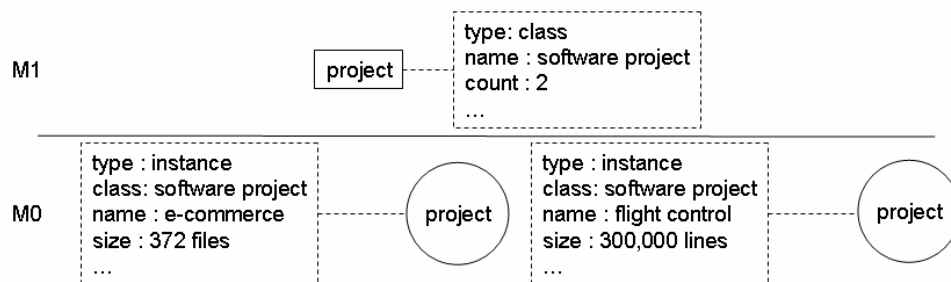 M1
project
type: class
name : software project
count : 2
...
M0
type : instance
class: software project
name : e-commerce
size : 372 files
...
project
type : instance
class: software project
name : flight control
size : 300,000 lines
...
project